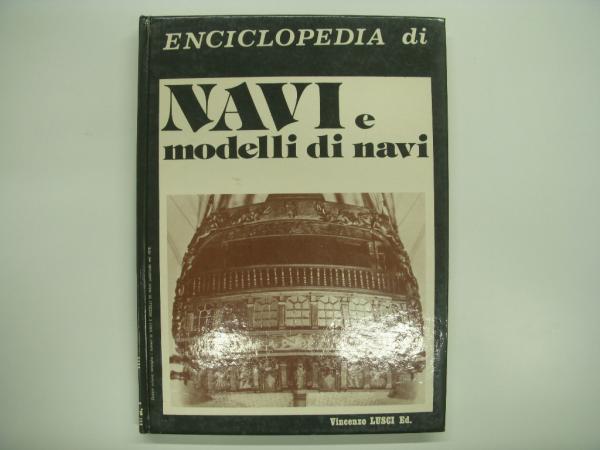 ENCICLOPEDIA di
NAVI e
modelli di navi
Vincenzo LUSCI Ed.